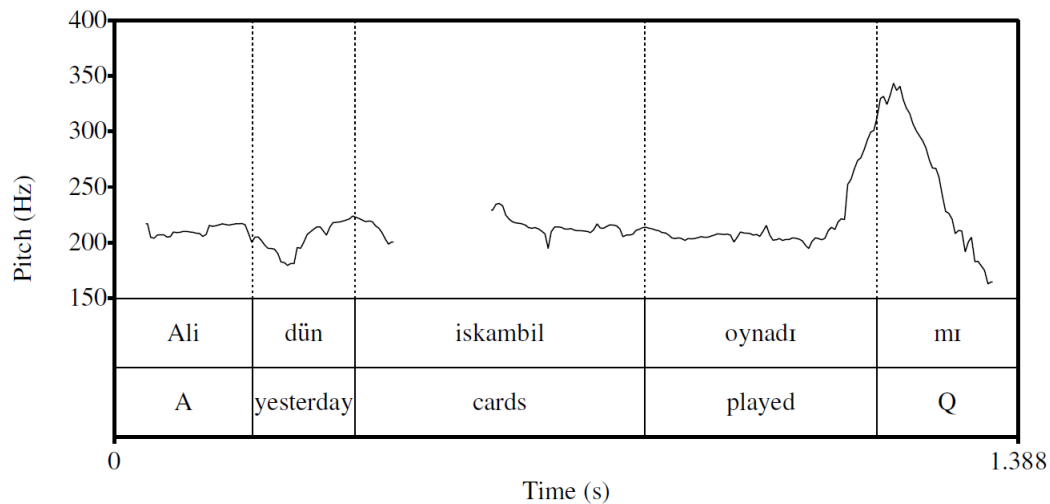 400
350
300
250
200
150
Pitch (Hz)
Ali dün iskambil oynadı mı
A yesterday cards played Q
0 1.388
Time (s)